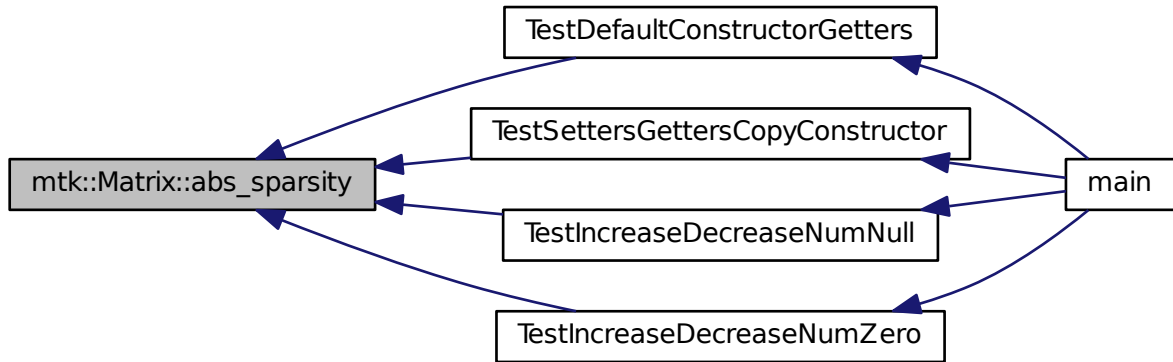 TestDefaultConstructorGetters
TestSettersGettersCopyConstructor
mtk::Matrix::abs_sparsity
main
TestIncreaseDecreaseNumNull
TestIncreaseDecreaseNumZero